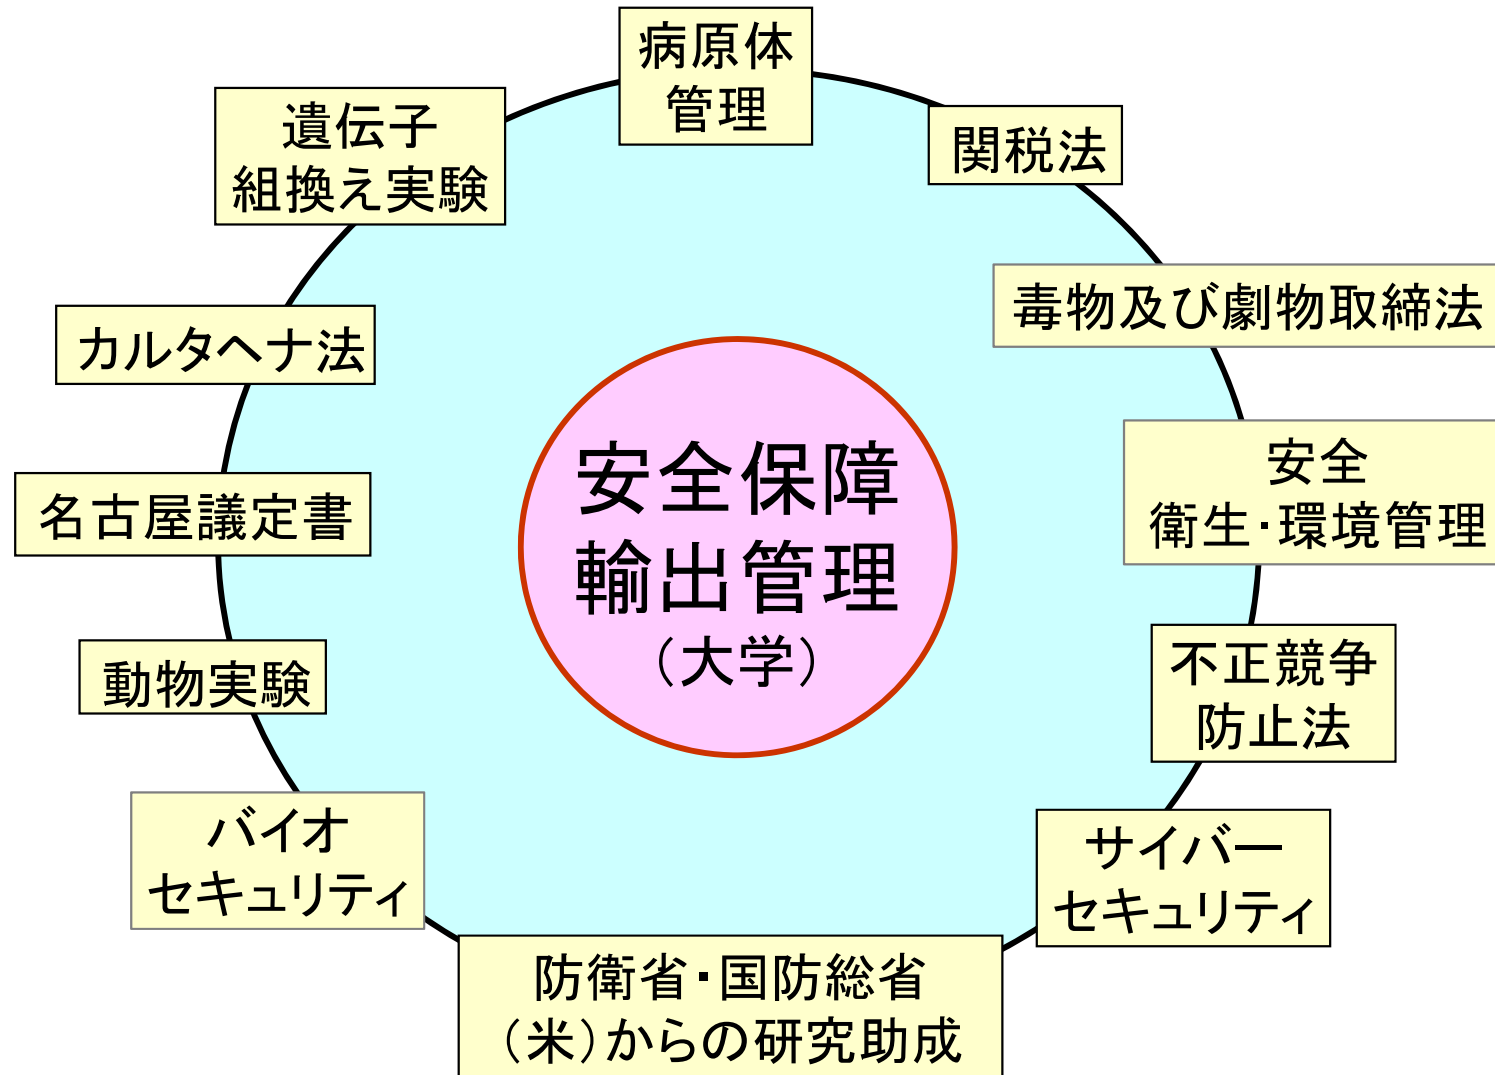 病原体
管理
遺伝子
組換え実験
関税法
毒物及び劇物取締法
カルタヘナ法
安全
衛生・環境管理
名古屋議定書
安全保障
輸出管理
（大学）
動物実験
不正競争
防止法
バイオ
セキュリティ
サイバー
セキュリティ
防衛省・国防総省
（米）からの研究助成